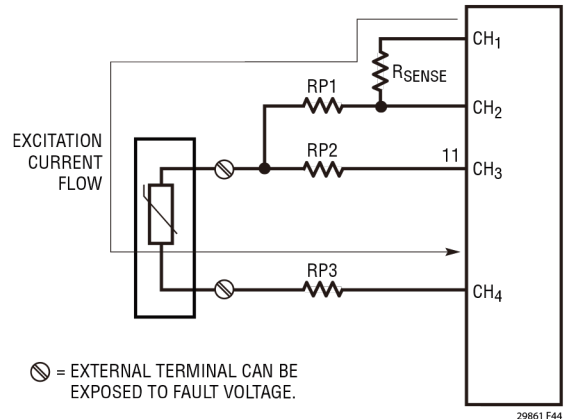 CH1
RSENSE
RP1
CH2
EXCITATION
CURRENT
FLOW
RP2
11
CH3
RP3
CH4
= EXTERNAL TERMINAL CAN BE
EXPOSED TO FAULT VOLTAGE.
29861 F44